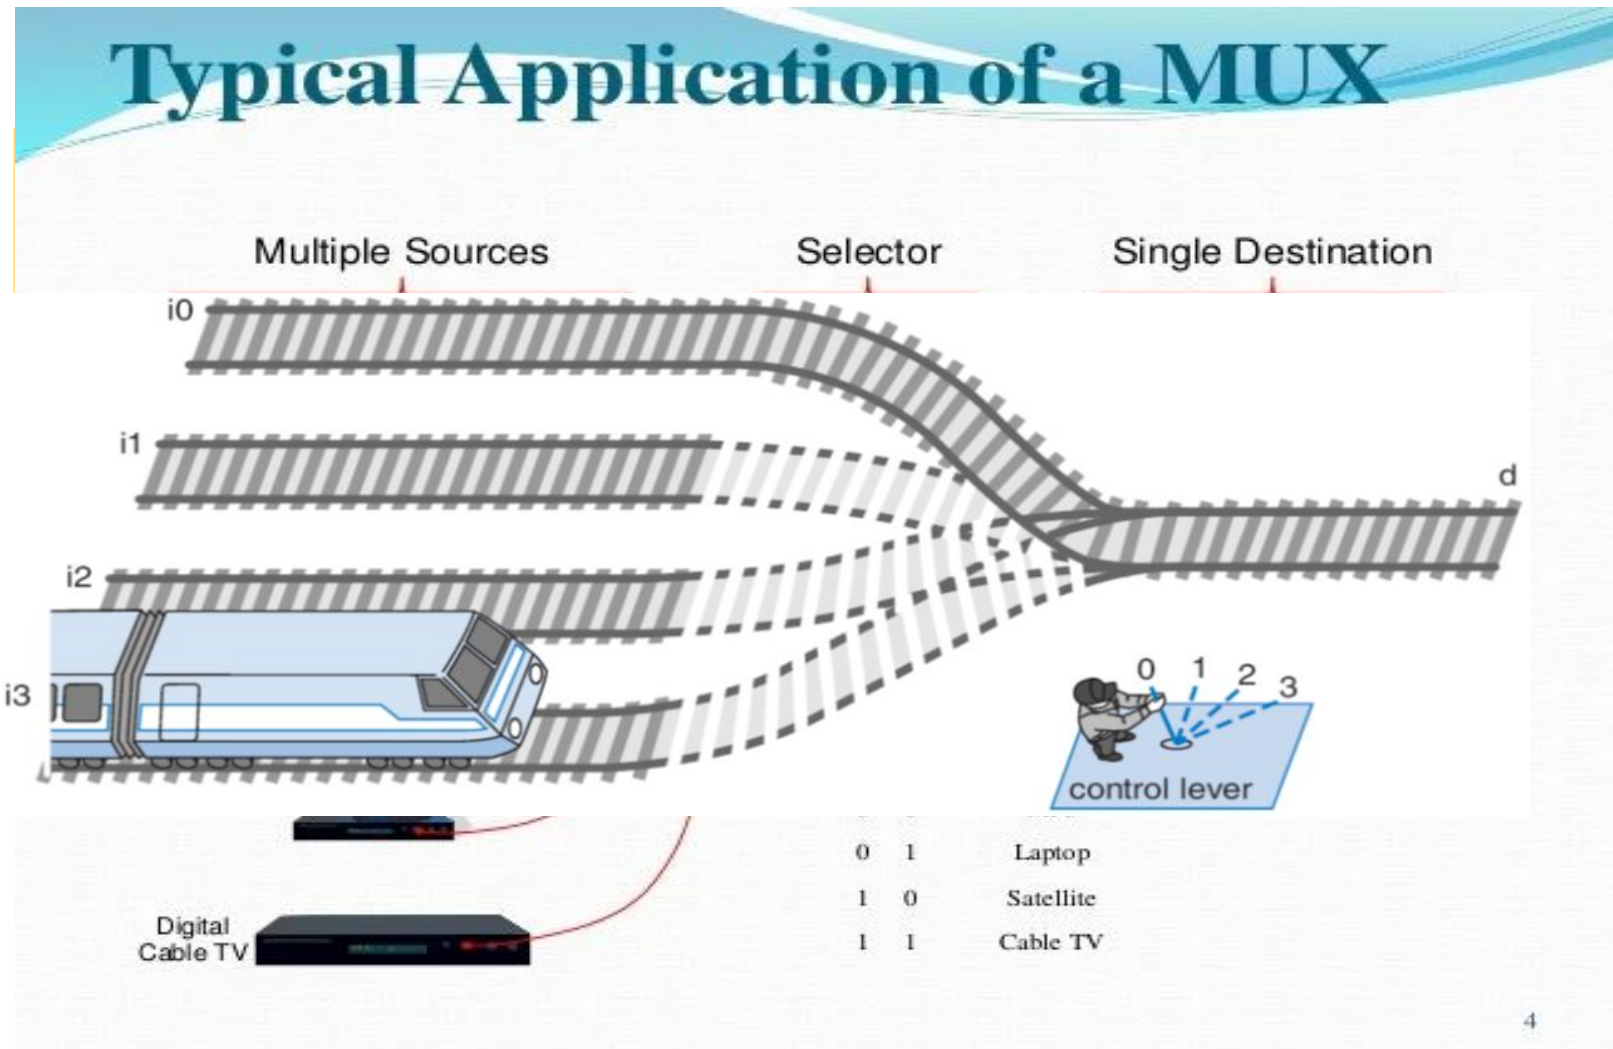 Typical Application of a MUX
Multiple Sources
Selector
Single Destination
i0
i1
d
i2
i3
0 1 2 3
control lever
0 1 Laptop
1 0 Satellite
Digital
Cable TV
1 1 Cable TV
4